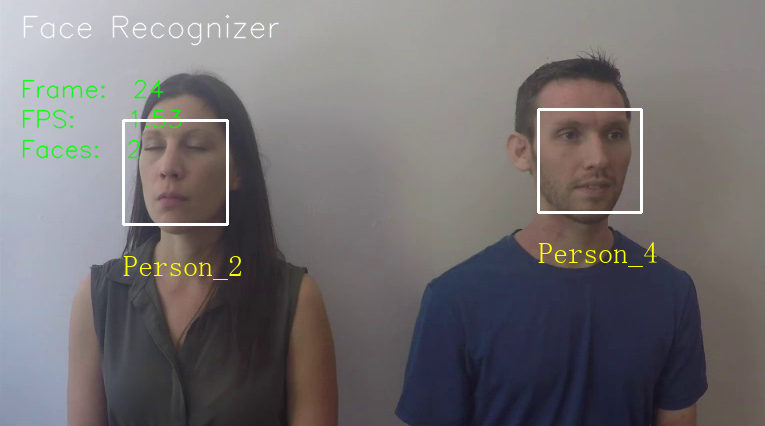 Face Recognizer
Frame: 24
FPS: 1.53
Faces: 2
Person_2
Person_4